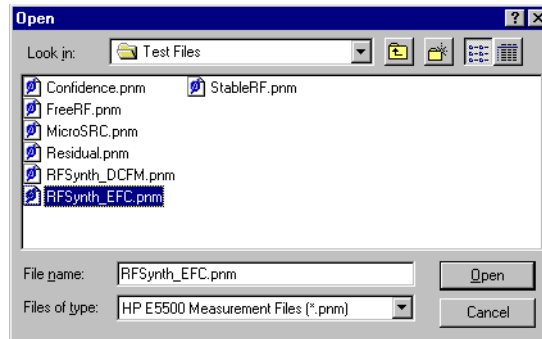 Open
Look in: Test Files
Confidence.pnm StableRF.pnm
FreeRF.pnm
MicroSRC.pnm
Residual.pnm
RFSynth_DCFM.pnm
RFSynth_EFC.pnm
File name: RFSynth_EFC.pnm Open
Files of type: HP E5500 Measurement Files (*.pnm) Cancel